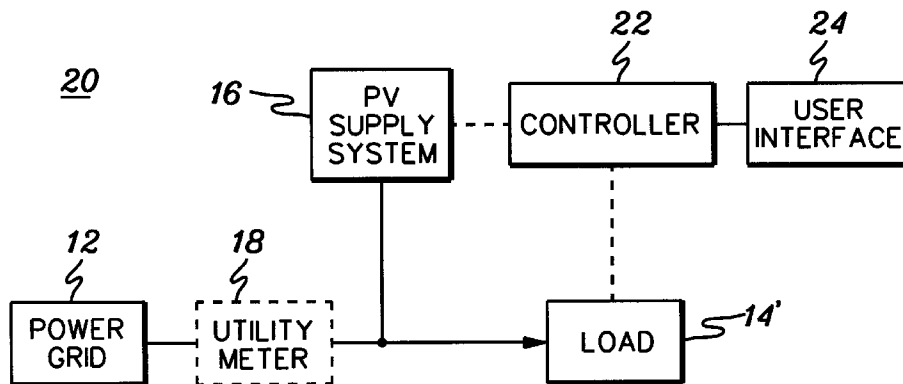 20
16
PV
SUPPLY
SYSTEM
22
CONTROLLER
24
USER
INTERFACE
12
POWER
GRID
18
UTILITY
METER
LOAD
14'